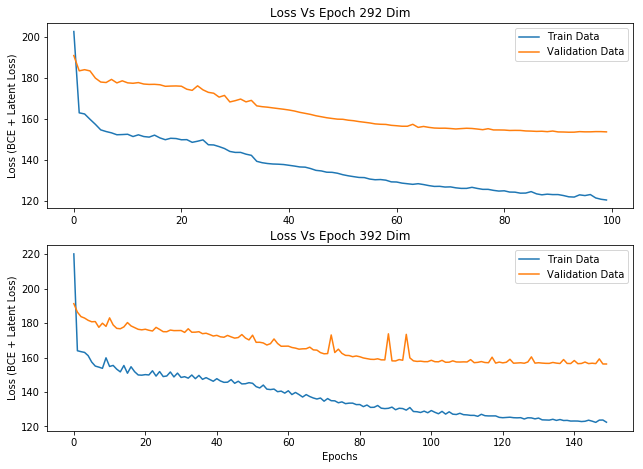 Loss Vs Epoch 292 Dim
Loss (BCE + Latent Loss)
200
180
160
140
120
Train Data
Validation Data
0 20 40 60 80 100
Loss Vs Epoch 392 Dim
Loss (BCE + Latent Loss)
220
200
180
160
140
120
Train Data
Validation Data
0 20 40 60 80 100 120 140
Epochs